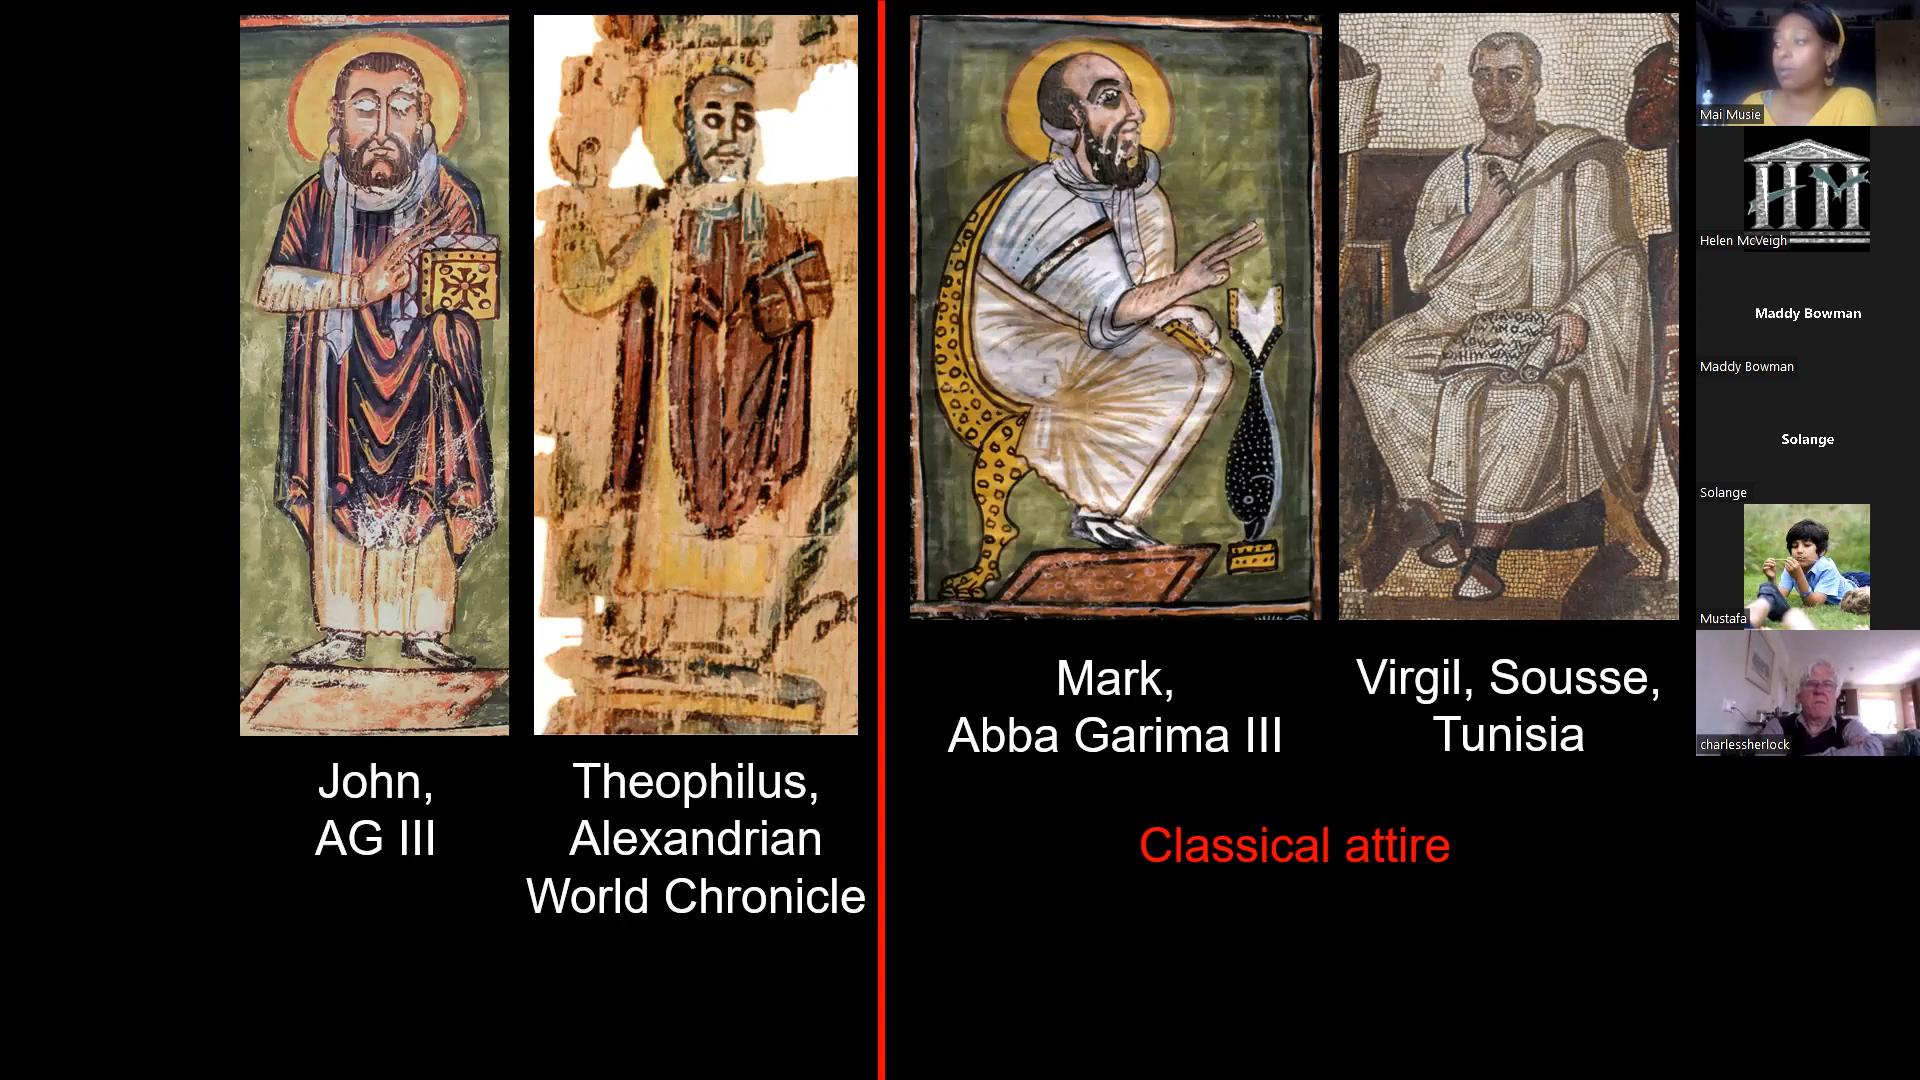 John,
AG III
Theophilus,
Alexandrian
World Chronicle
Mark,
Abba Garima III
Virgil, Sousse,
Tunisia
Classical attire
Mai Musie
HM
Helen McVeigh
Maddy Bowman
Maddy Bowman
Solange
Solange
Mustafa
charlessherlock